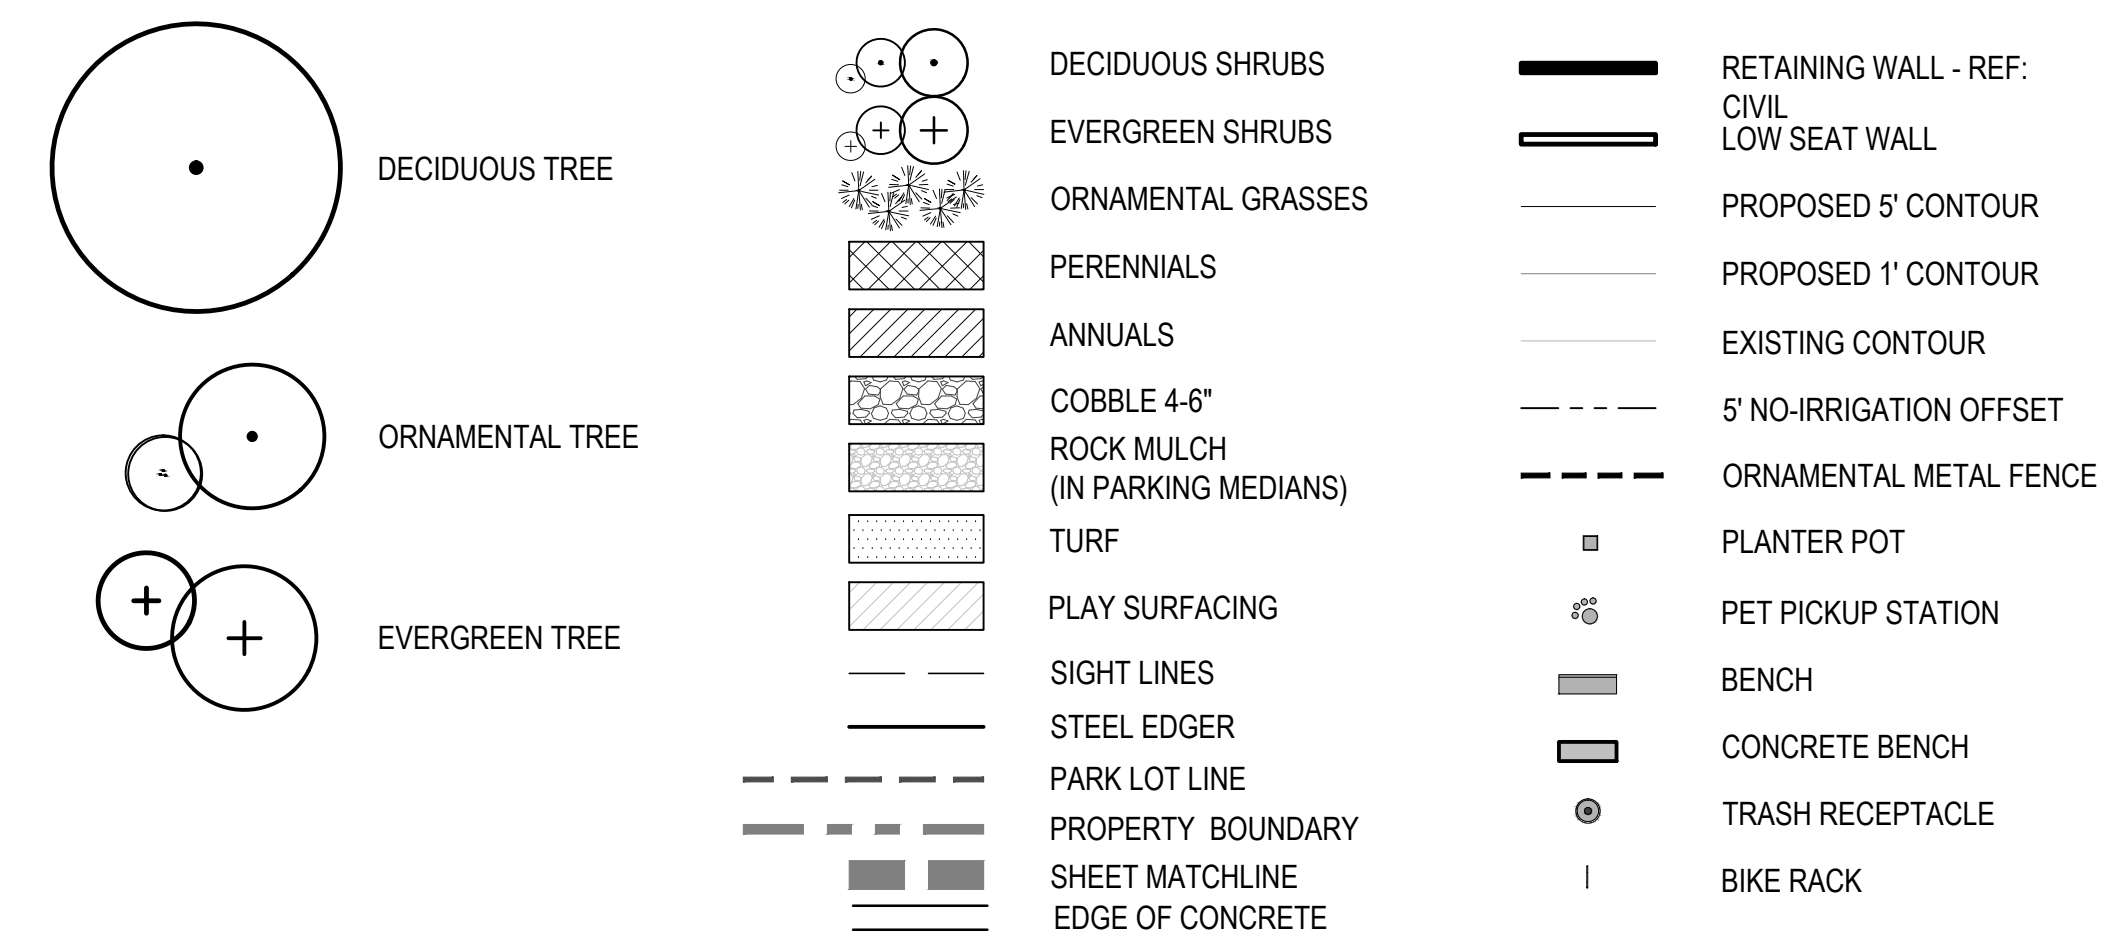 DECIDUOUS TREE
ORNAMENTAL TREE
EVERGREEN TREE
DECIDUOUS SHRUBS
EVERGREEN SHRUBS
ORNAMENTAL GRASSES
PERENNIALS
ANNUALS
COBBLE 4-6"
ROCK MULCH
(IN PARKING MEDIANS)
TURF
PLAY SURFACING
SIGHT LINES
STEEL EDGER
PARK LOT LINE
PROPERTY  BOUNDARY
SHEET MATCHLINE
EDGE OF CONCRETE
RETAINING WALL - REF:
CIVIL
LOW SEAT WALL
PROPOSED 5' CONTOUR
PROPOSED 1' CONTOUR
EXISTING CONTOUR
5' NO-IRRIGATION OFFSET
ORNAMENTAL METAL FENCE
PLANTER POT
PET PICKUP STATION
BENCH
CONCRETE BENCH
TRASH RECEPTACLE
BIKE RACK